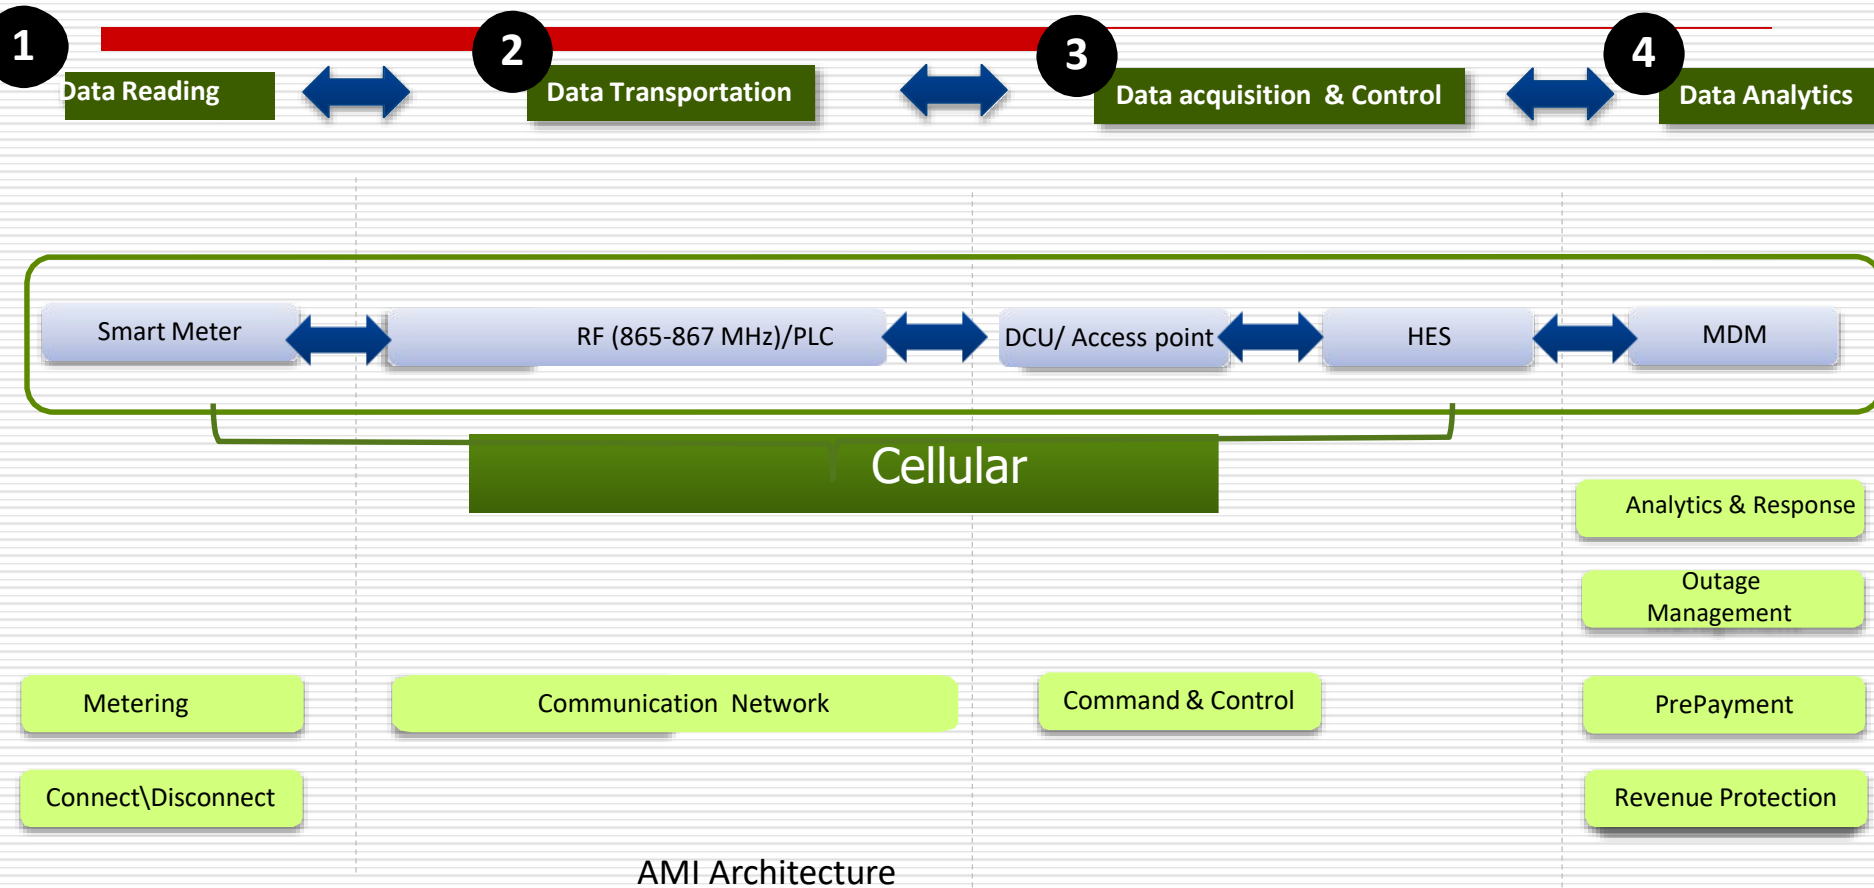 1
2
3
4
Data Reading
Data Transportation
Data acquisition & Control
Data Analytics
Smart Meter
RF (865-867 MHz)/PLC
DCU/ Access point
HES
MDM
Cellular
Analytics & Response
Outage
Management
Metering
Communication Network
Command & Control
PrePayment
Connect\Disconnect
Revenue Protection
AMI Architecture